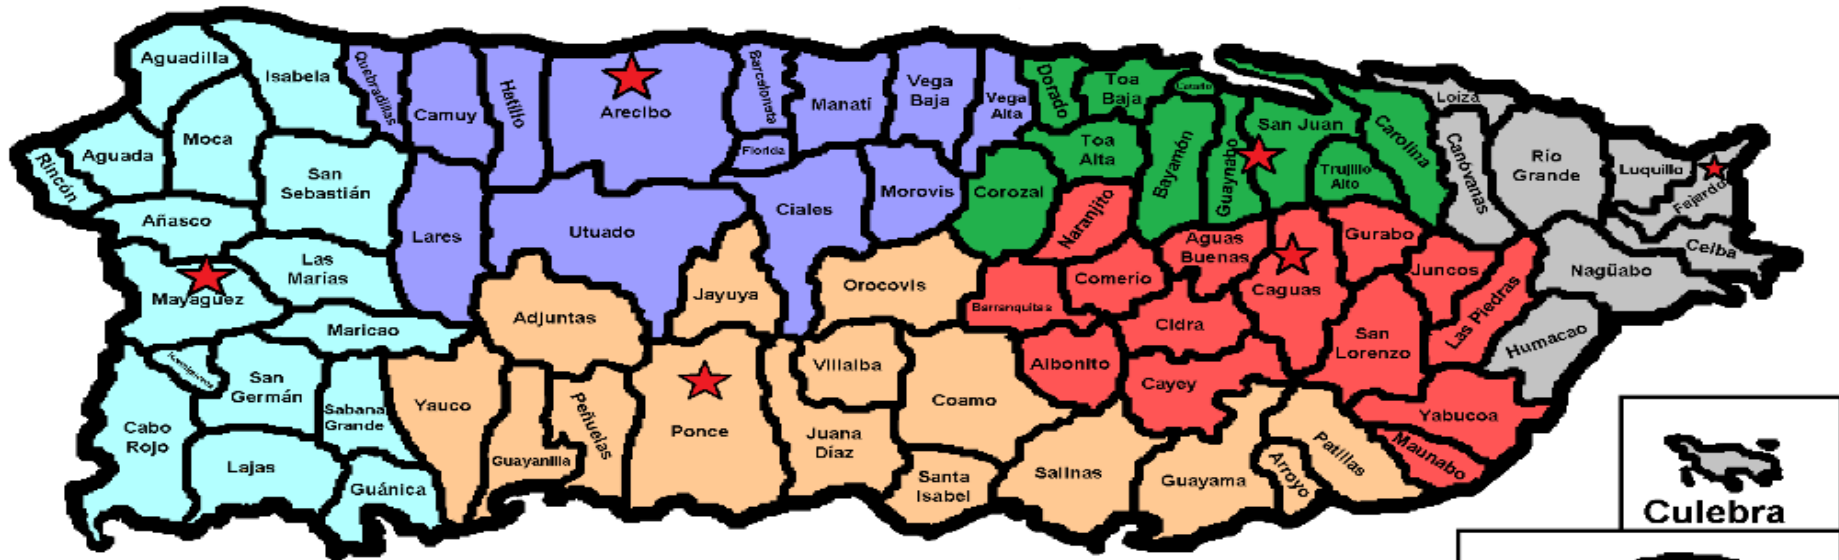 Aguadilla
Isabela
Quebradillas
Camuy
Hatillo
Arecibo
Barceloneta
Manatí
Vega
Baja
Vega
Alta
Dorado
Toa
Baja
Cataño
San Juan
Carolina
Loiza
Canóvanas
Río
Grande
Luquillo
Fajardo
Rincón
Aguada
Moca
San
Sebastián
Florida
Toa
Alta
Bayamón
Guaynabo
Trujillo
Alto
Añasco
Lares
Utuado
Ciales
Morovis
Corozal
Naranjito
Aguas
Buenas
Gurabo
Ceiba
Las
Marías
Mayagüez
Maricao
Adjuntas
Jayuya
Orocovis
Barranquitas
Comerío
Caguas
Juncos
Las Piedras
Nagüabo
Cidra
San
Lorenzo
Humacao
San
Germán
Sabana
Grande
Cabo
Rojo
Lajas
Guánica
Yauco
Guayanilla
Peñuelas
Ponce
Villalba
Juana
Díaz
Coamo
Aibonito
Cayey
Santa
Isabel
Salinas
Guayama
Arroyo
Patillas
Yabucoa
Maunabo
Culebra